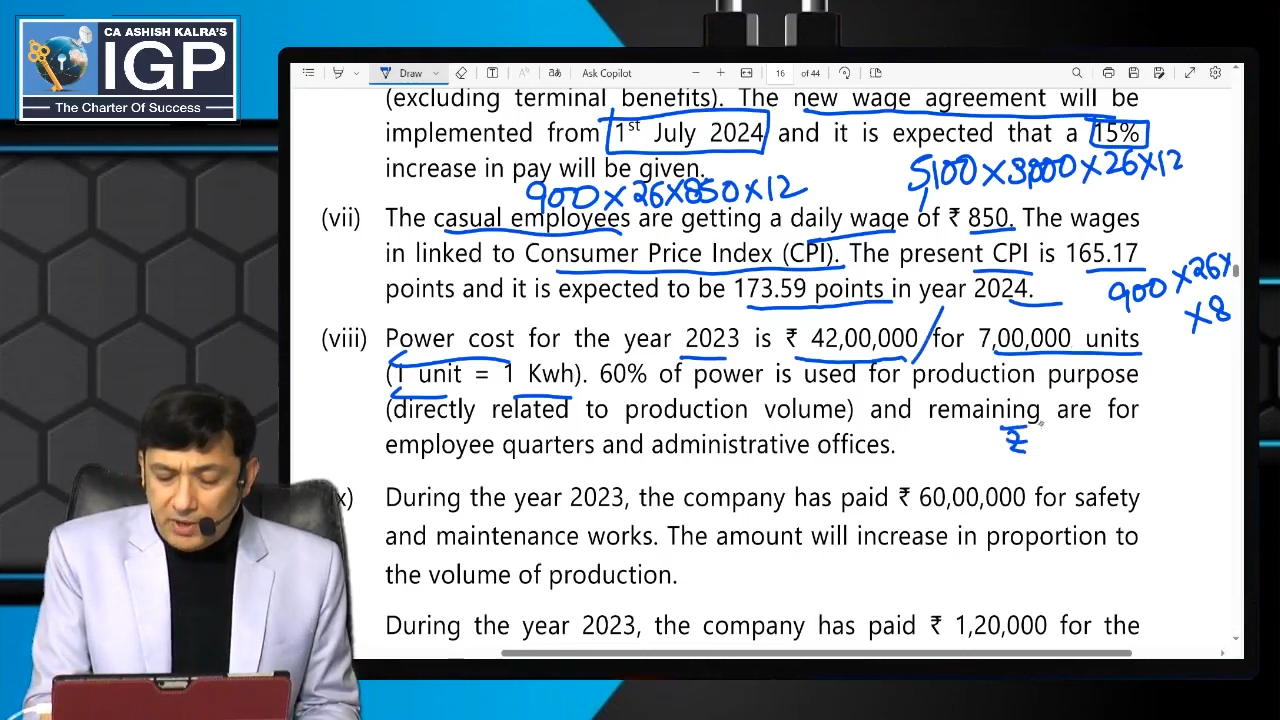 CA ASHISH KALRA'S
IGP
The Charter Of Success
Draw
aあ
Ask Copilot
16 of 44
(excluding terminal benefits). The new wage agreement will be
implemented from 1st July 2024 and it is expected that a 15%
increase in pay will be given.
5100×3000×26×12
900×26×850×12
(vii) The casual employees are getting a daily wage of ₹ 850. The wages
in linked to Consumer Price Index (CPI). The present CPI is 165.17
points and it is expected to be 173.59 points in year 2024.
900×26×
×8
(viii) Power cost for the year 2023 is ₹ 42,00,000 for 7,00,000 units
(1 unit = 1 Kwh). 60% of power is used for production purpose
(directly related to production volume) and remaining are for
employee quarters and administrative offices.
x) During the year 2023, the company has paid ₹ 60,00,000 for safety
and maintenance works. The amount will increase in proportion to
the volume of production.
During the year 2023, the company has paid ₹ 1,20,000 for the